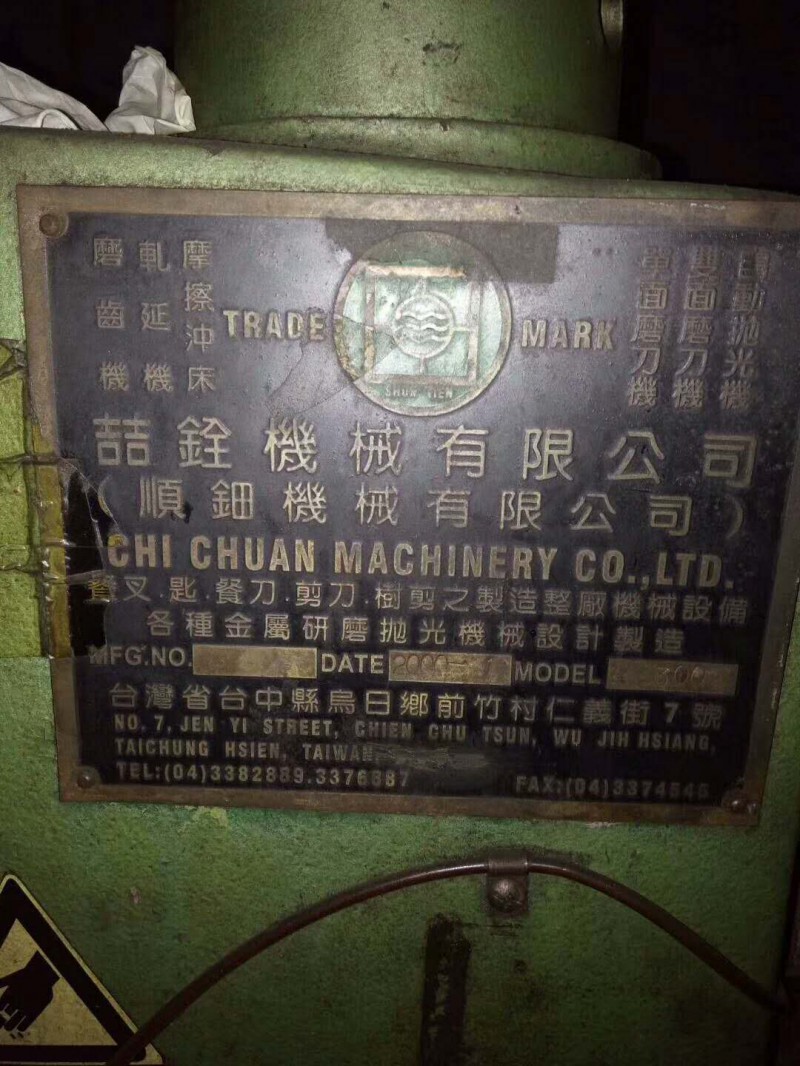 磨齒機 軋延機 摩擦沖床
TRADE MARK
SHUN TIEN
單面磨刀機 雙面磨刀機 自動拋光機
喆銓機械有限公司
(順鈿機械有限公司)
CHI CHUAN MACHINERY CO.,LTD.
餐叉.匙.餐刀.剪刀.樹剪之製造整廠機械設備
各種金屬研磨拋光機械設計製造
MFG.NO. DATE 2000 MODEL
台灣省台中縣烏日鄉前竹村仁義街7號
NO. 7, JEN YI STREET, CHIEN CHU TSUN, WU JIH HSIANG,
TAICHUNG HSIEN, TAIWAN,
TEL:(04)3382889.3376887 FAX:(04)3374545